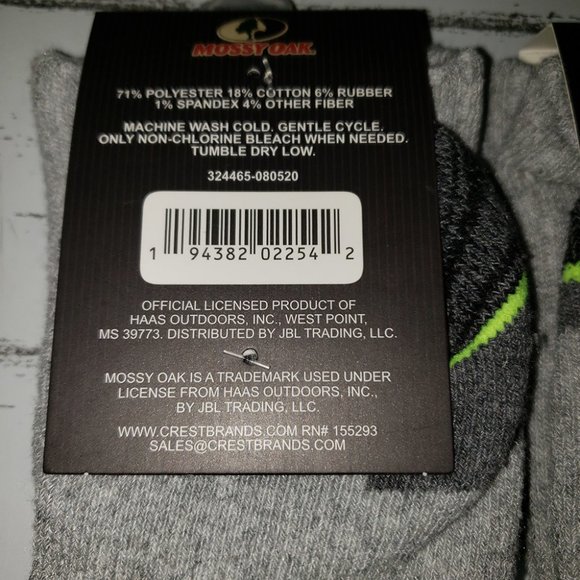 MOSSY OAK
71% POLYESTER 18% COTTON 6% RUBBER
1% SPANDEX 4% OTHER FIBER
MACHINE WASH COLD. GENTLE CYCLE.
ONLY NON-CHLORINE BLEACH WHEN NEEDED.
TUMBLE DRY LOW.
324465-080520
1 94382 02254 2
OFFICIAL LICENSED PRODUCT OF
HAAS OUTDOORS, INC., WEST POINT,
MS 39773. DISTRIBUTED BY JBL TRADING, LLC.
MOSSY OAK IS A TRADEMARK USED UNDER
LICENSE FROM HAAS OUTDOORS, INC.,
BY JBL TRADING, LLC.
WWW.CRESTBRANDS.COM RN# 155293
SALES@CRESTBRANDS.COM